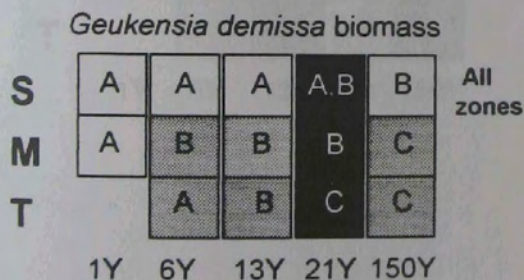 Geukensia demissa biomass
S A A A A.B B All zones
M A B B B C
T A B C C
1Y 6Y 13Y 21Y 150Y